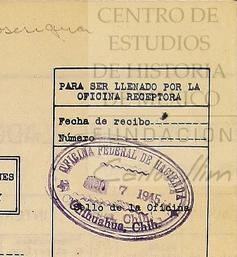 CENTRO DE
ESTUDIOS
DE HISTORIA
PARA SER LLENADO POR LA
OFICINA RECEPTORA
Fecha de recibo
Número
FUNDACIÓN
OFICINA FEDERAL DE HACIENDA
7 1945
Sello de la Oficina
Chihuahua, Chih.